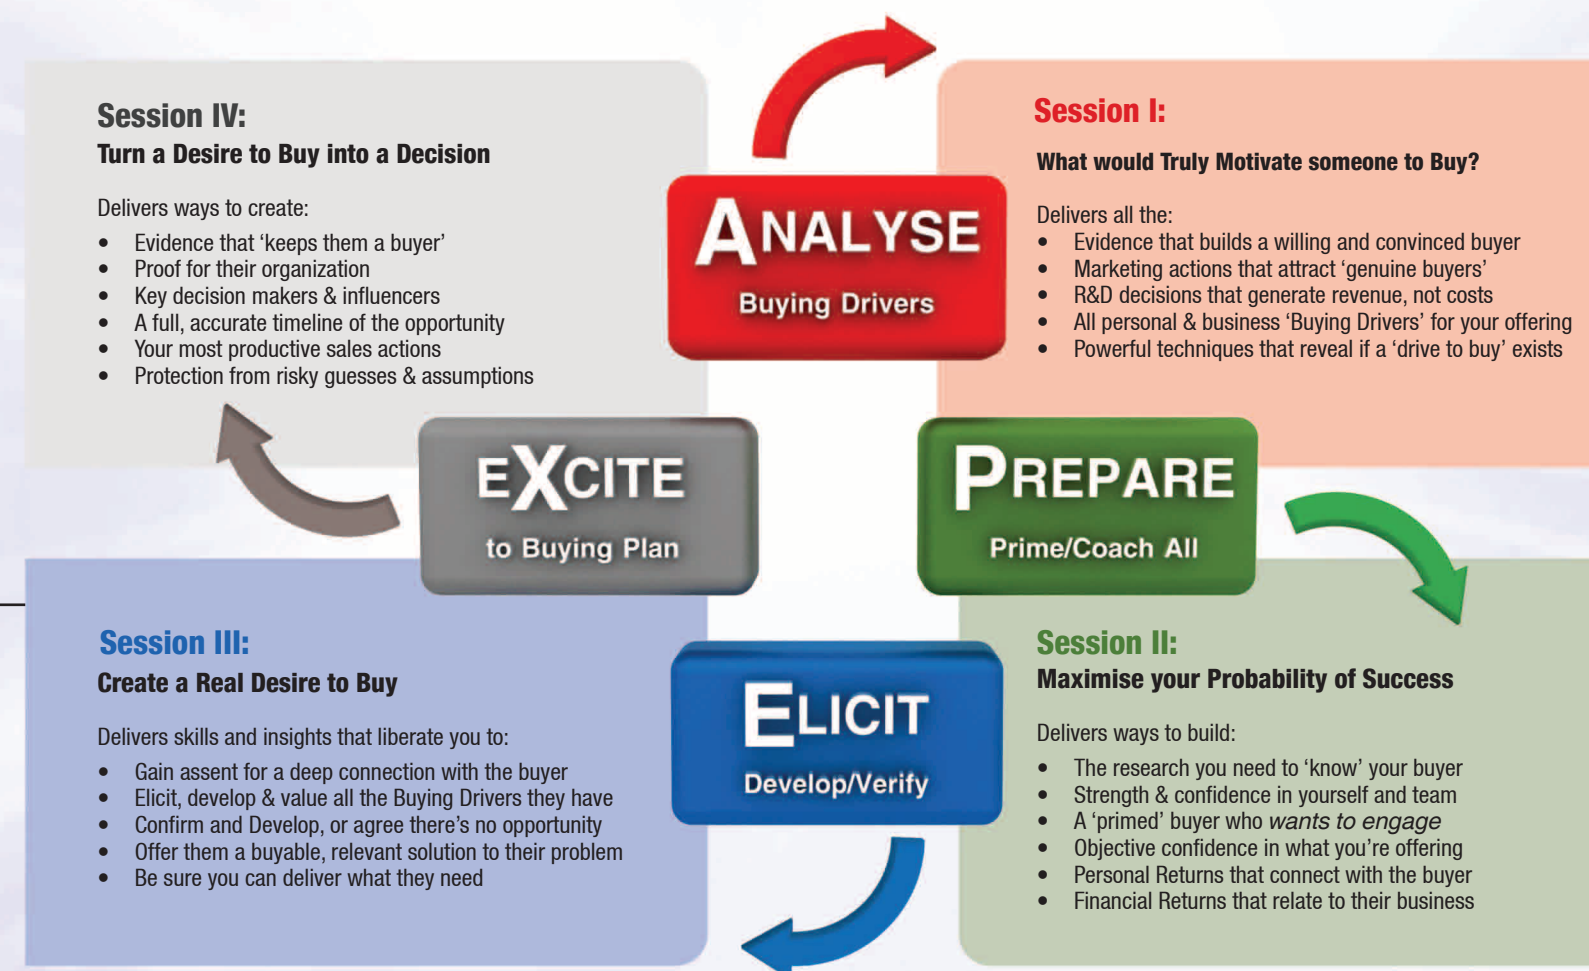 Session IV:
Turn a Desire to Buy into a Decision
Delivers ways to create:
• Evidence that ‘keeps them a buyer’
• Proof for their organization
• Key decision makers & influencers
• A full, accurate timeline of the opportunity
• Your most productive sales actions
• Protection from risky guesses & assumptions
ANALYSE
Buying Drivers
Session I:
What would Truly Motivate someone to Buy?
Delivers all the:
• Evidence that builds a willing and convinced buyer
• Marketing actions that attract ‘genuine buyers’
• R&D decisions that generate revenue, not costs
• All personal & business ‘Buying Drivers’ for your offering
• Powerful techniques that reveal if a ‘drive to buy’ exists
EXCITE
to Buying Plan
PREPARE
Prime/Coach All
Session III:
Create a Real Desire to Buy
Delivers skills and insights that liberate you to:
• Gain assent for a deep connection with the buyer
• Elicit, develop & value all the Buying Drivers they have
• Confirm and Develop, or agree there’s no opportunity
• Offer them a buyable, relevant solution to their problem
• Be sure you can deliver what they need
ELICIT
Develop/Verify
Session II:
Maximise your Probability of Success
Delivers ways to build:
• The research you need to ‘know’ your buyer
• Strength & confidence in yourself and team
• A ‘primed’ buyer who wants to engage
• Objective confidence in what you’re offering
• Personal Returns that connect with the buyer
• Financial Returns that relate to their business